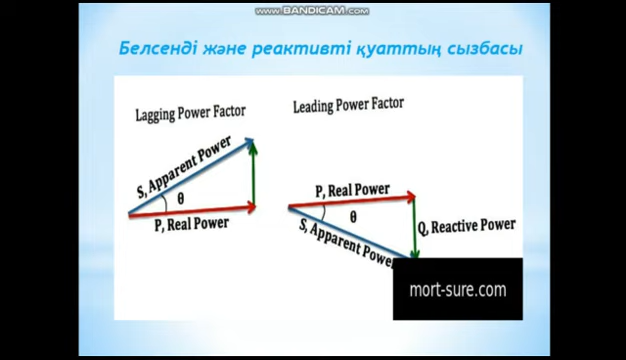 www.BANDICAM.com
Белсенді және реактивті қуаттың сызбасы
Lagging Power Factor
Leading Power Factor
S, Apparent Power
θ
P, Real Power
P, Real Power
θ
S, Apparent Power
Q, Reactive Power
mort-sure.com